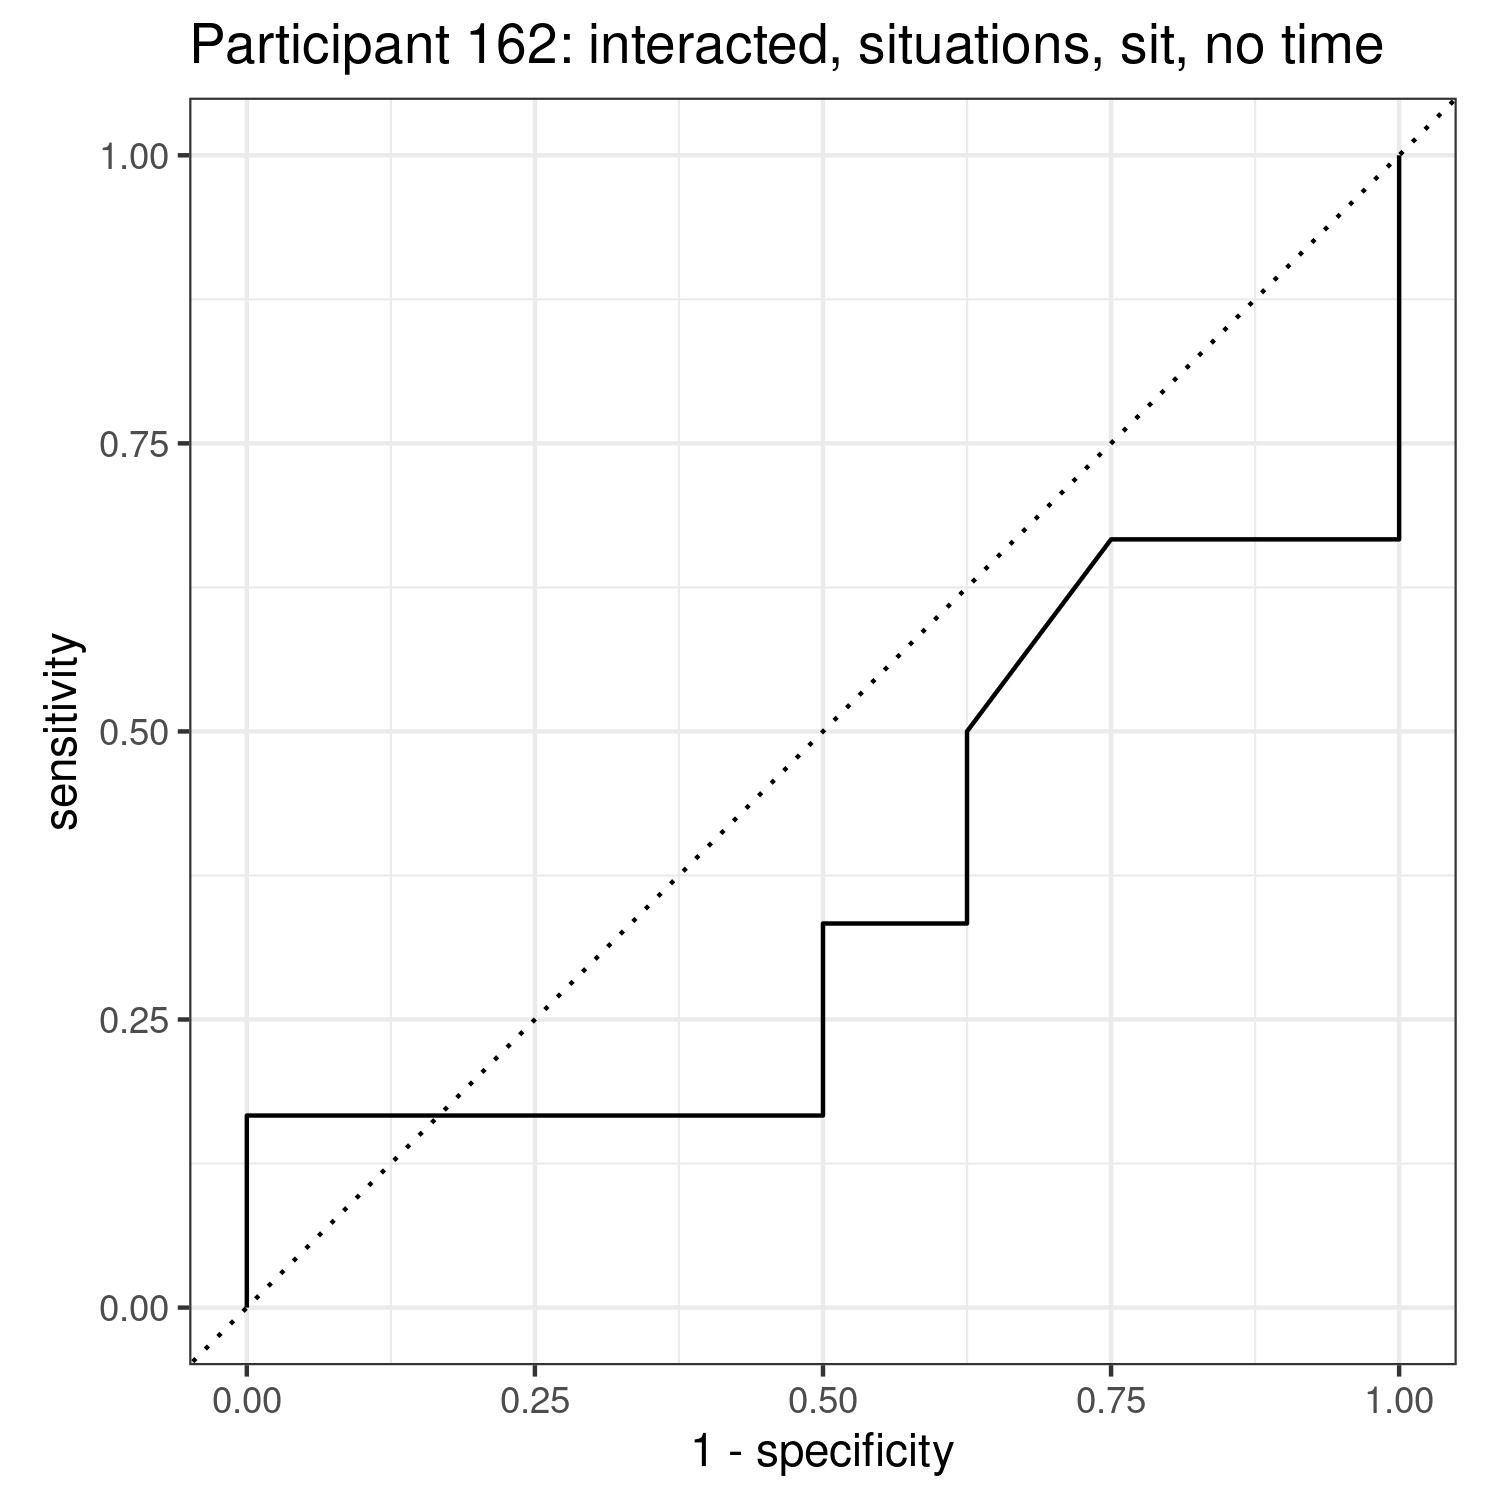 Participant 162: interacted, situations, sit, no time
1.00
0.75
0.50
0.25
0.00
sensitivity
0.00 0.25 0.50 0.75 1.00
1 - specificity